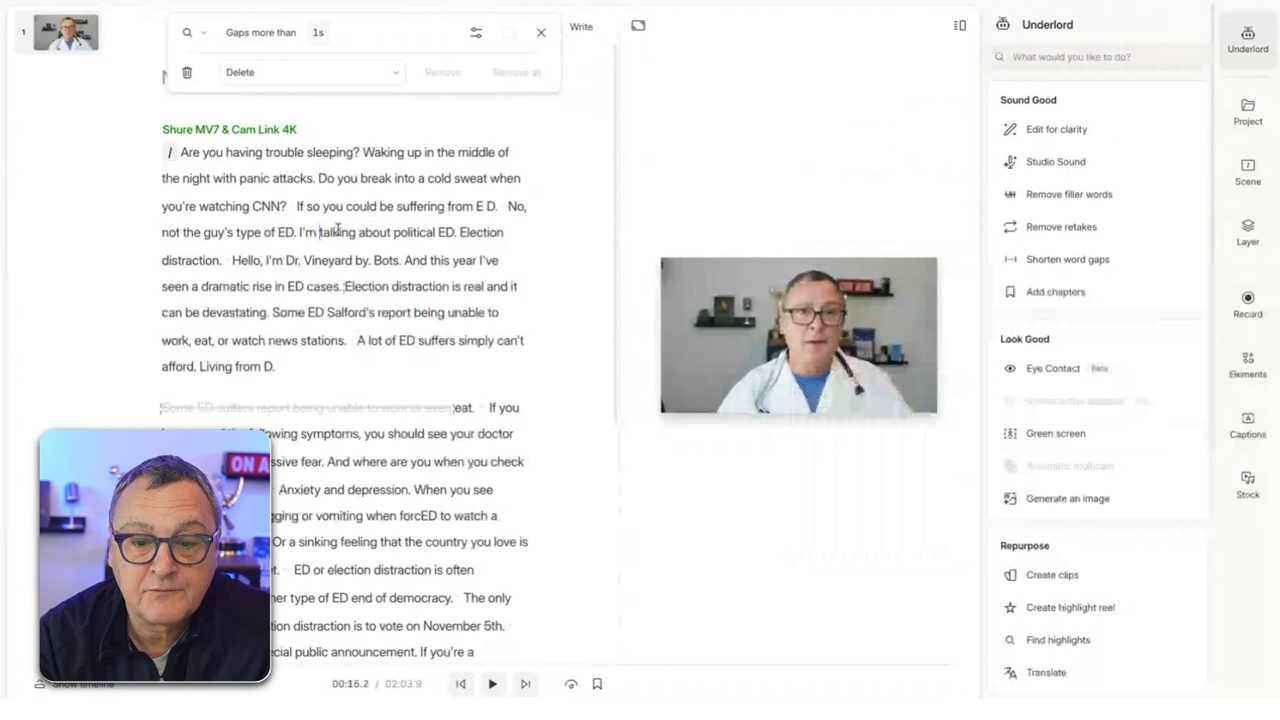 1
Gaps more than
1s
Write
Delete
Remove
Remove all
Shure MV7 & Cam Link 4K
/ Are you having trouble sleeping? Waking up in the middle of
the night with panic attacks. Do you break into a cold sweat when
you're watching CNN? If so you could be suffering from E D. No,
not the guy's type of ED. I'm talking about political ED. Election
distraction. Hello, I'm Dr. Vineyard by. Bots. And this year I've
seen a dramatic rise in ED cases. Election distraction is real and it
can be devastating. Some ED Salford's report being unable to
work, eat, or watch news stations. A lot of ED suffers simply can't
afford. Living from D.
Some ED suffers report being unable to work or even eat. If you
owing symptoms, you should see your doctor
ssive fear. And where are you when you check
Anxiety and depression. When you see
gging or vomiting when forcED to watch a
Or a sinking feeling that the country you love is
t. ED or election distraction is often
her type of ED end of democracy. The only
ion distraction is to vote on November 5th.
cial public announcement. If you're a
ON A
Show timeline
00:15.2 / 02:03.9
Underlord
What would you like to do?
Sound Good
Edit for clarity
Studio Sound
Remove filler words
Remove retakes
Shorten word gaps
Add chapters
Look Good
Eye Contact Beta
Green screen
Automatic multicam
Generate an image
Repurpose
Create clips
Create highlight reel
Find highlights
Translate
Underlord
Project
Scene
Layer
Record
Elements
Captions
Stock